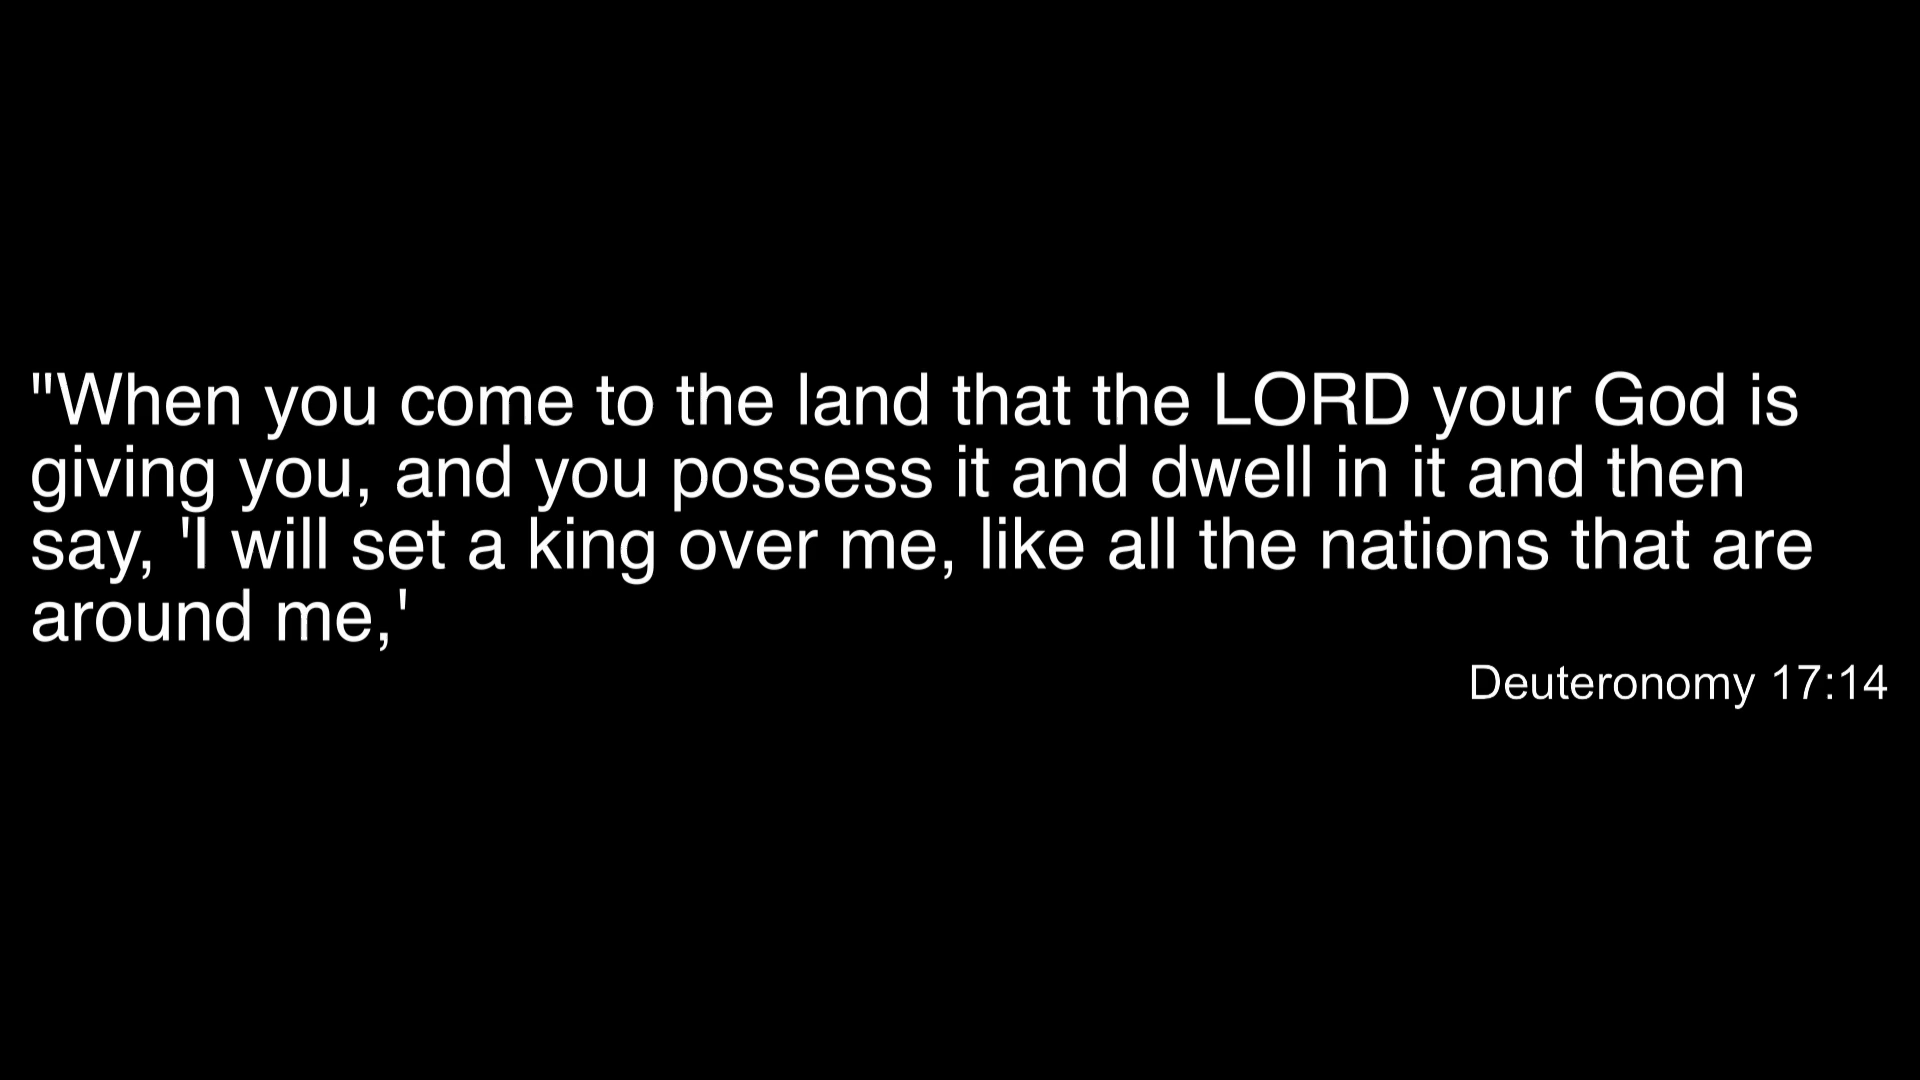 "When you come to the land that the LORD your God is
giving you, and you possess it and dwell in it and then
say, 'I will set a king over me, like all the nations that are
around me,'
Deuteronomy 17:14